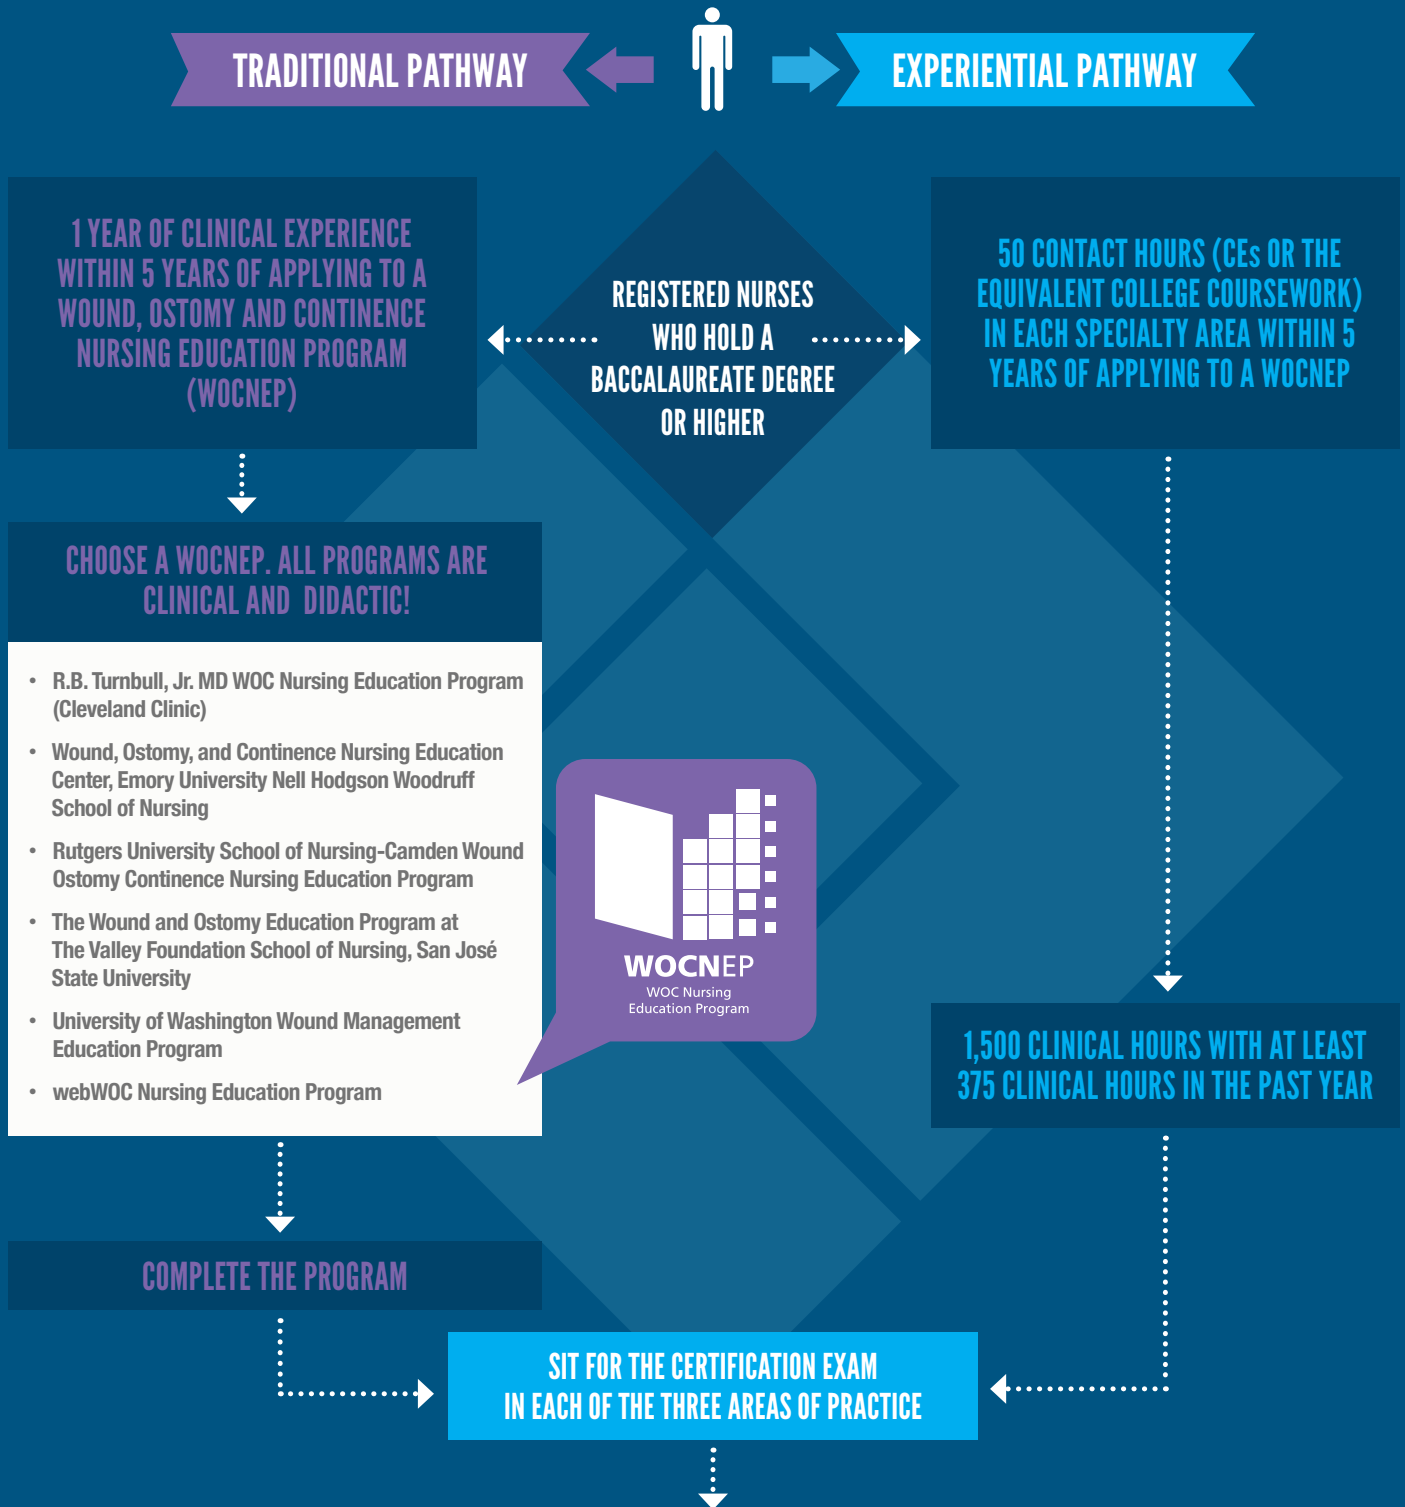 TRADITIONAL PATHWAY
EXPERIENTIAL PATHWAY
REGISTERED NURSES
WHO HOLD A
BACCALAUREATE DEGREE
OR HIGHER
1 YEAR OF CLINICAL EXPERIENCE
WITHIN 5 YEARS OF APPLYING TO A
WOUND, OSTOMY AND CONTINENCE
NURSING EDUCATION PROGRAM
(WOCNEP)
50 CONTACT HOURS (CEs OR THE
EQUIVALENT COLLEGE COURSEWORK)
IN EACH SPECIALTY AREA WITHIN 5
YEARS OF APPLYING TO A WOCNEP
CHOOSE A WOCNEP. ALL PROGRAMS ARE
CLINICAL AND DIDACTIC!
• R.B. Turnbull, Jr. MD WOC Nursing Education Program
(Cleveland Clinic)
• Wound, Ostomy, and Continence Nursing Education
Center, Emory University Nell Hodgson Woodruff
School of Nursing
• Rutgers University School of Nursing-Camden Wound
Ostomy Continence Nursing Education Program
• The Wound and Ostomy Education Program at
The Valley Foundation School of Nursing, San José
State University
• University of Washington Wound Management
Education Program
• webWOC Nursing Education Program
WOCNEP
WOC Nursing
Education Program
1,500 CLINICAL HOURS WITH AT LEAST
375 CLINICAL HOURS IN THE PAST YEAR
COMPLETE THE PROGRAM
SIT FOR THE CERTIFICATION EXAM
IN EACH OF THE THREE AREAS OF PRACTICE